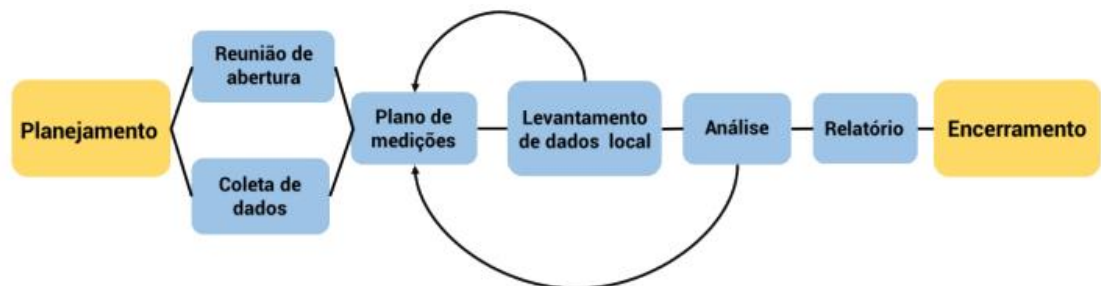 Planejamento
Reunião de
abertura
Coleta de
dados
Plano de
medições
Levantamento
de dados local
Análise
Relatório
Encerramento